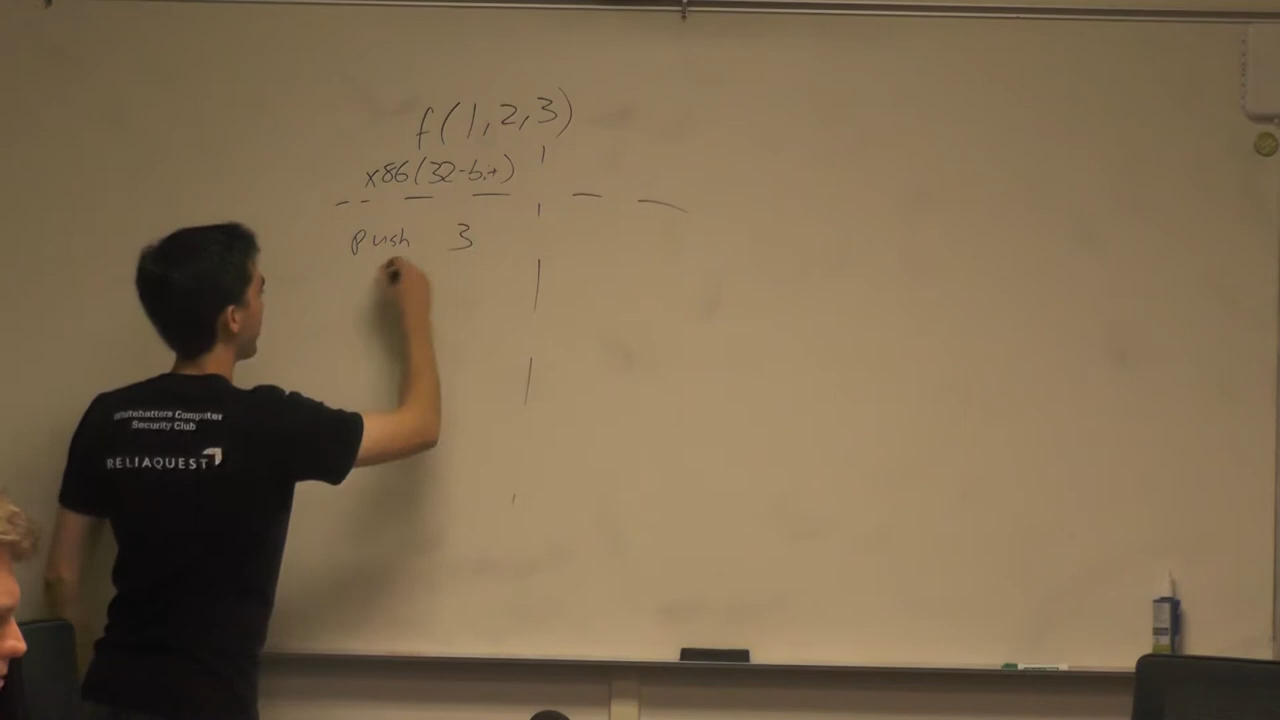 f(1,2,3)
x86(32-bit)
push 3
Whitehatters Computer
Security Club
RELIAQUEST